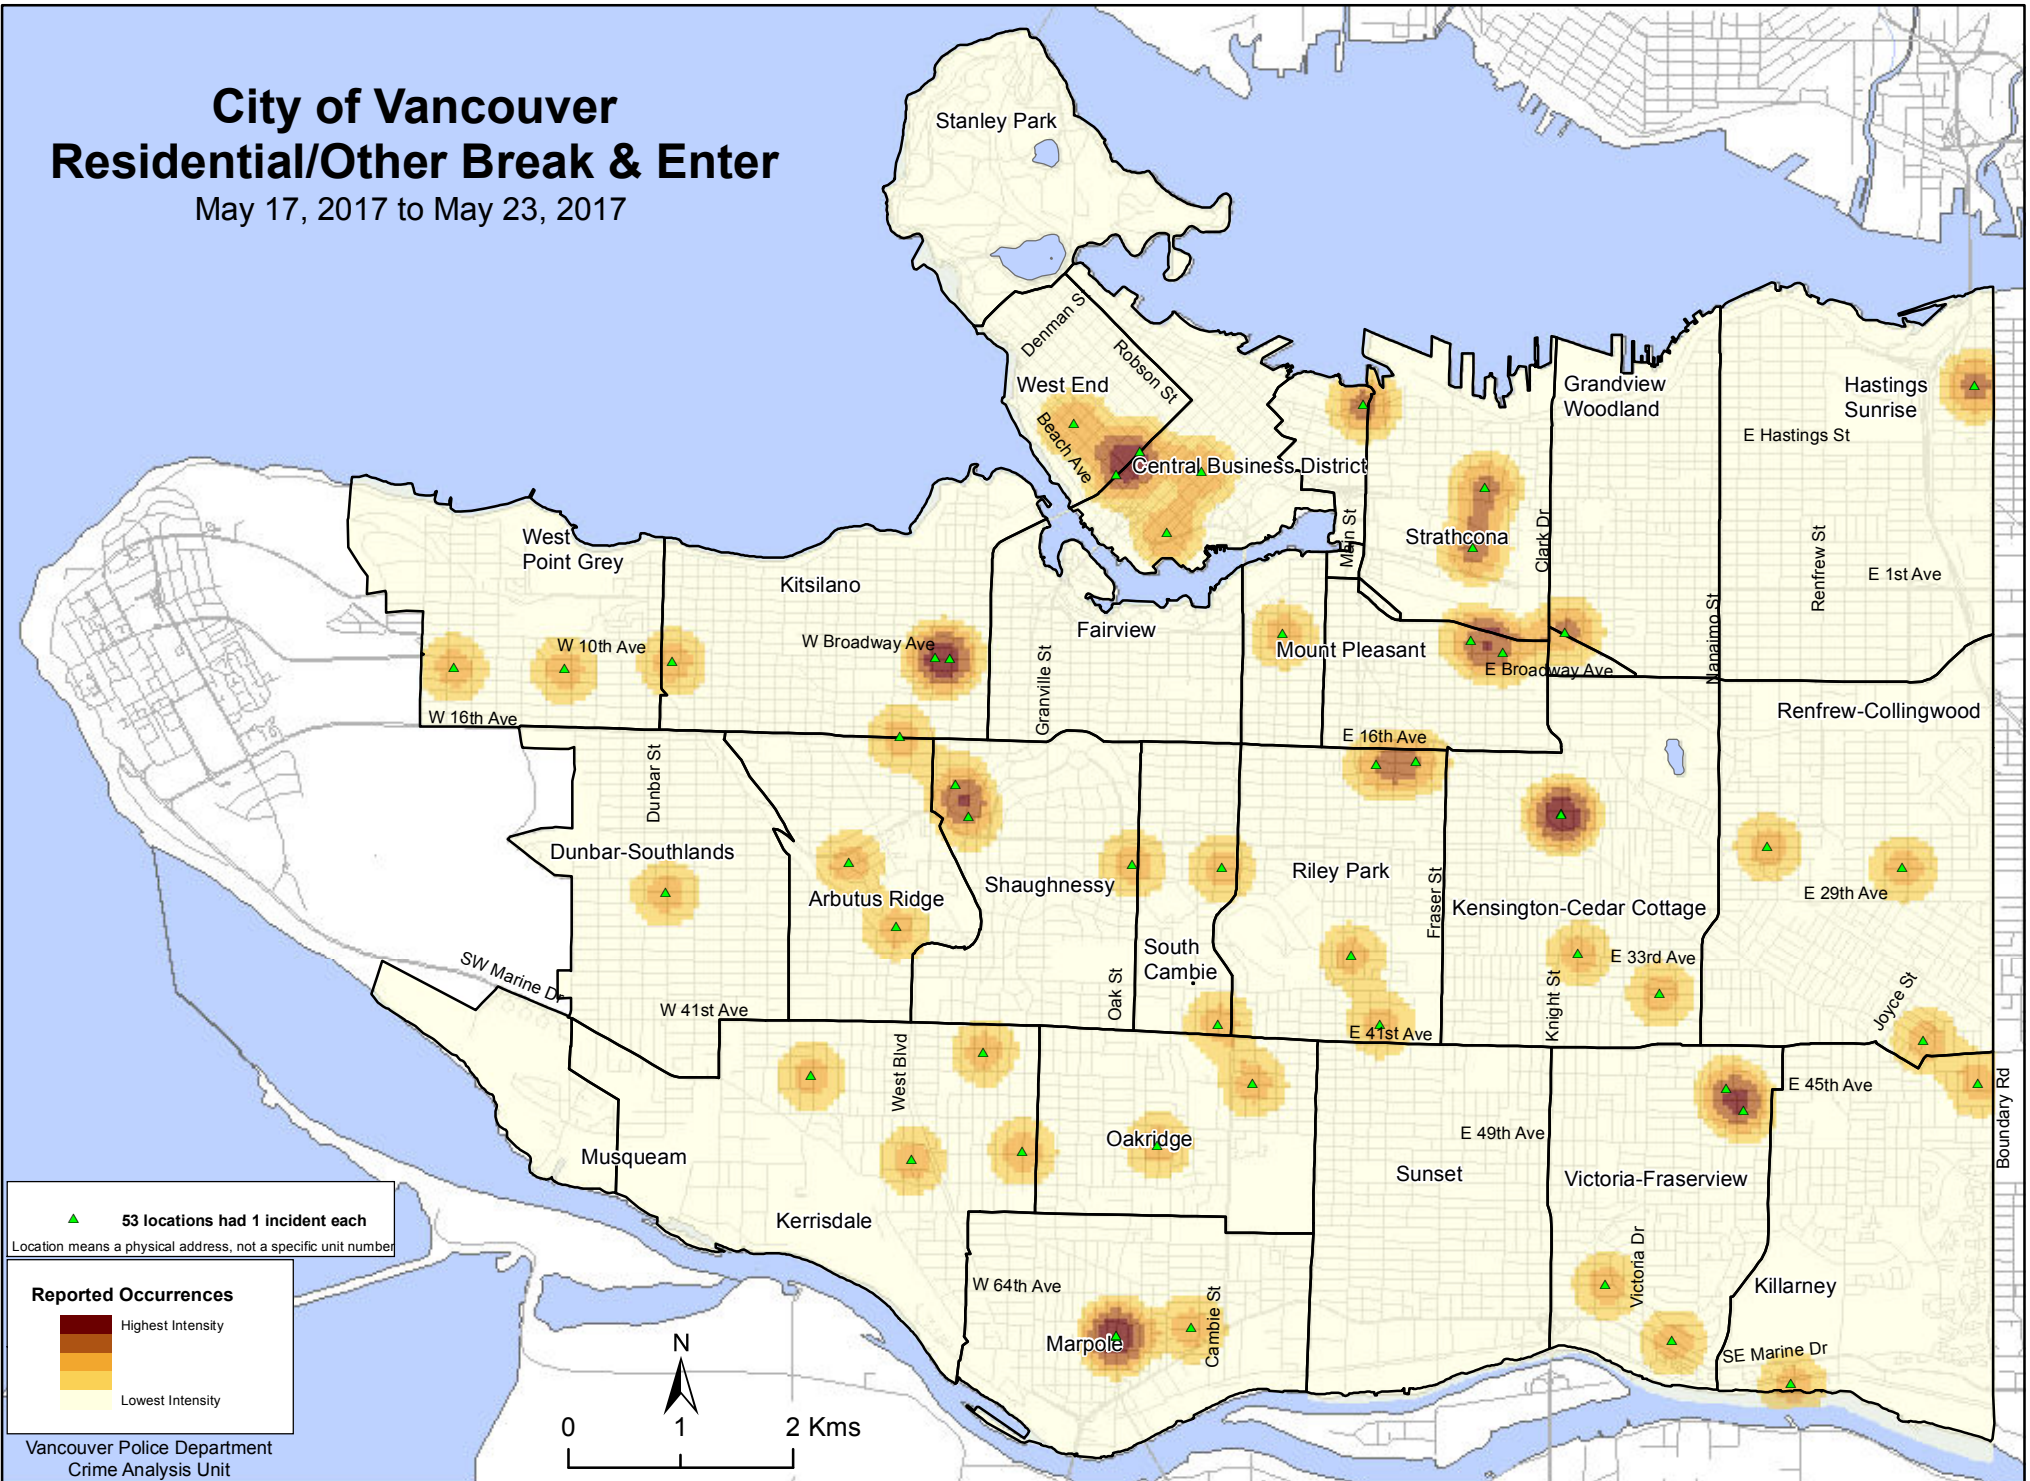 City of Vancouver
Residential/Other Break & Enter
May 17, 2017 to May 23, 2017
Stanley Park
Denman S
Robson St
West End
Beach Ave
Central Business District
Grandview
Woodland
Hastings
Sunrise
E Hastings St
West
Point Grey
Kitsilano
Main St
Strathcona
Clark Dr
Renfrew St
E 1st Ave
Nanaimo St
W 10th Ave
W Broadway Ave
Fairview
Granville St
Mount Pleasant
E Broadway Ave
W 16th Ave
E 16th Ave
Renfrew-Collingwood
Dunbar St
Dunbar-Southlands
Arbutus Ridge
Shaughnessy
Riley Park
Fraser St
Kensington-Cedar Cottage
E 29th Ave
South
Cambie
Oak St
E 33rd Ave
Knight St
Joyce St
SW Marine Dr
W 41st Ave
E 41st Ave
West Blvd
E 45th Ave
Boundary Rd
Musqueam
Oakridge
E 49th Ave
Sunset
Victoria-Fraserview
Kerrisdale
Victoria Dr
Killarney
W 64th Ave
Marpole
Cambie St
SE Marine Dr
53 locations had 1 incident each
Location means a physical address, not a specific unit number
Reported Occurrences
Highest Intensity
Lowest Intensity
Vancouver Police Department
Crime Analysis Unit
N
0 1 2 Kms